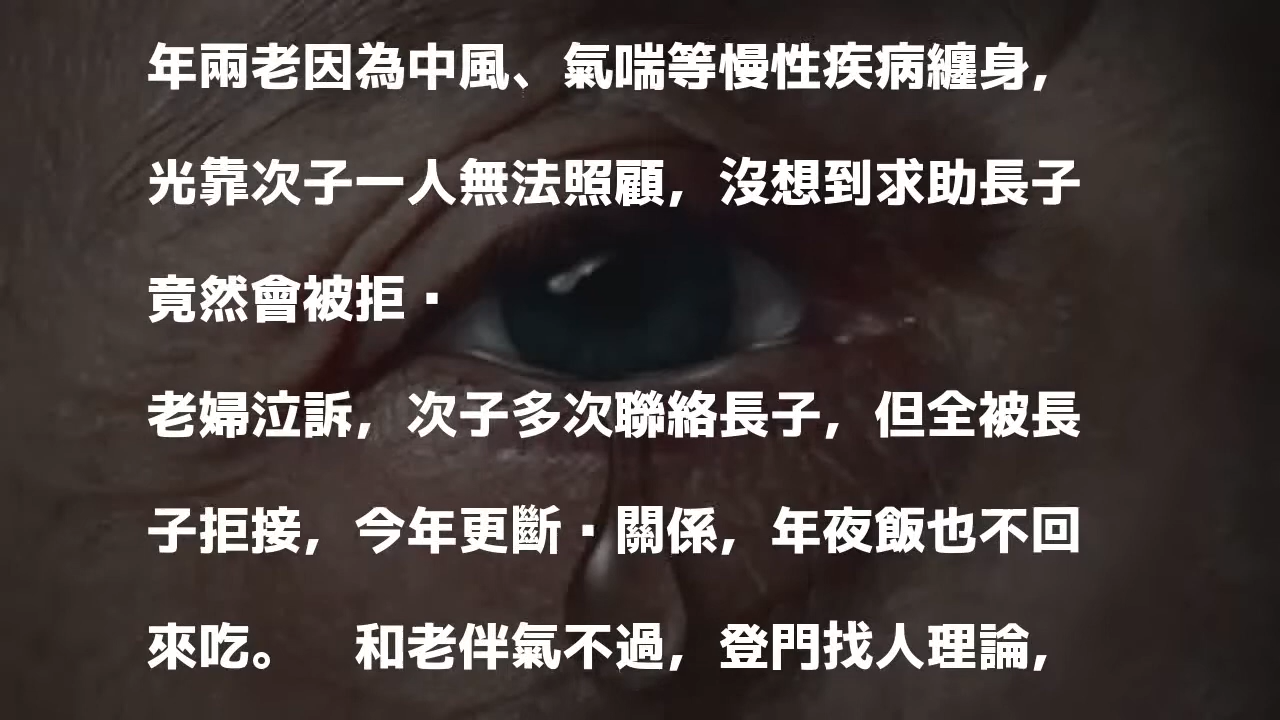 年兩老因為中風、氣喘等慢性疾病纏身，
光靠次子一人無法照顧，沒想到求助長子
竟然會被拒·
老婦泣訴，次子多次聯絡長子，但全被長
子拒接，今年更斷·關係，年夜飯也不回
來吃。　和老伴氣不過，登門找人理論，